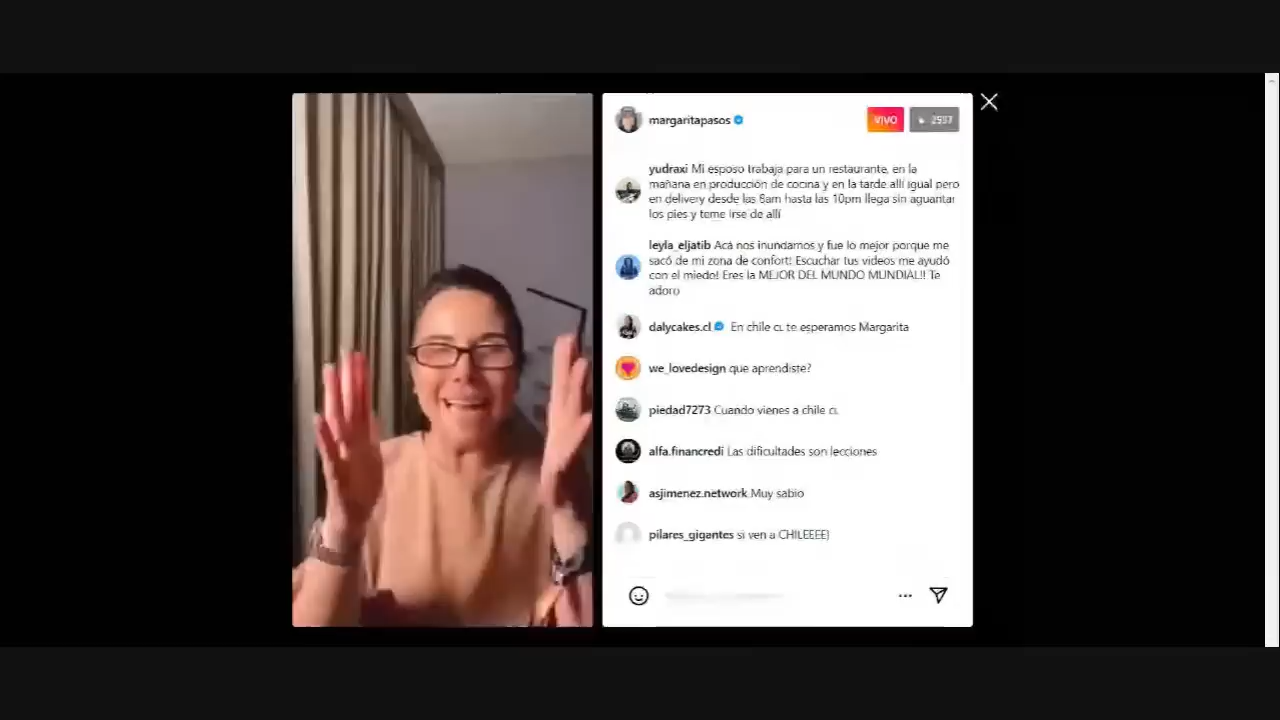 margaritapasos
VIVO
yudraxi Mi esposo trabaja para un restaurante, en la
mañana en producción de cocina y en la tarde allí igual pero
en delivery desde las 8am hasta las 10pm llega sin aguantar
los pies y teme irse de allí
leyla_eljatib Acá nos inundamos y fue lo mejor porque me
sacó de mi zona de confort! Escuchar tus videos me ayudó
con el miedo! Eres la MEJOR DEL MUNDO MUNDIAL!! Te
adoro
dalycakes.cl En chile cL te esperamos Margarita
we_lovedesign que aprendiste?
piedad7273 Cuando vienes a chile cL
alfa.financredi Las dificultades son lecciones
asjimenez.network Muy sabio
pilares_gigantes si ven a CHILEEEE)